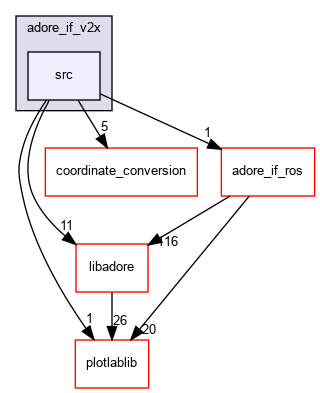 adore_if_v2x
src
5
1
coordinate_conversion
adore_if_ros
11
116
libadore
1
26
20
plotlablib